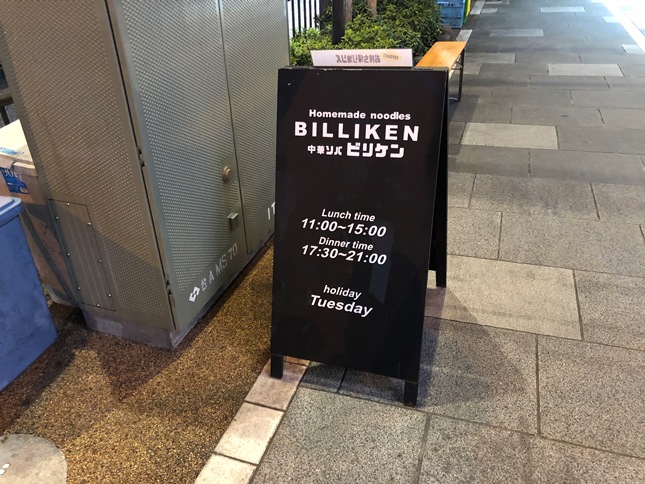 Homemade noodles
BILLIKEN
中華ソバ ビリケン
Lunch time
11:00~15:00
Dinner time
17:30~21:00
holiday
Tuesday